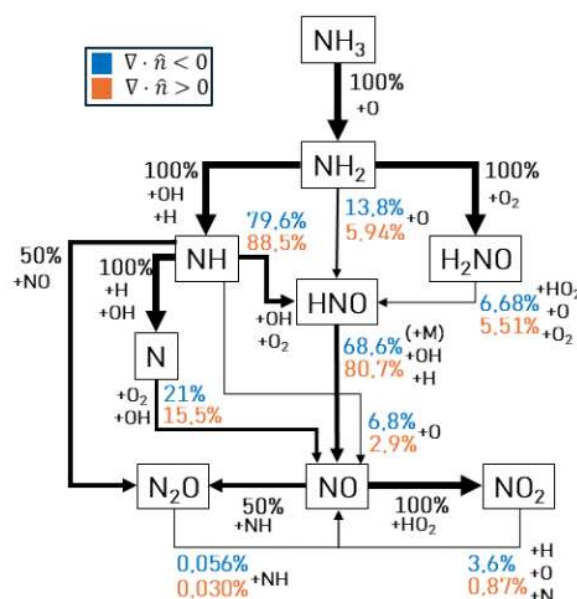 NH₃
∇ · n̂ < 0
∇ · n̂ > 0
100%
+O
NH₂
100%
+OH
+H
79,6%
88,5%
13,8% +O
5,94%
100%
+O₂
50%
+NO
100%
+H
+OH
NH
+OH
+O₂
HNO
H₂NO
6,68% +HO₂
5,51% +O
+O₂
N
+O₂
+OH
21%
15,5%
68,6% (+M)
80,7% +OH
+H
6,8% +O
2,9%
N₂O
50%
+NH
NO
100%
+HO₂
NO₂
0,056% +NH
0,030%
3,6% +H
0,87% +O
+N